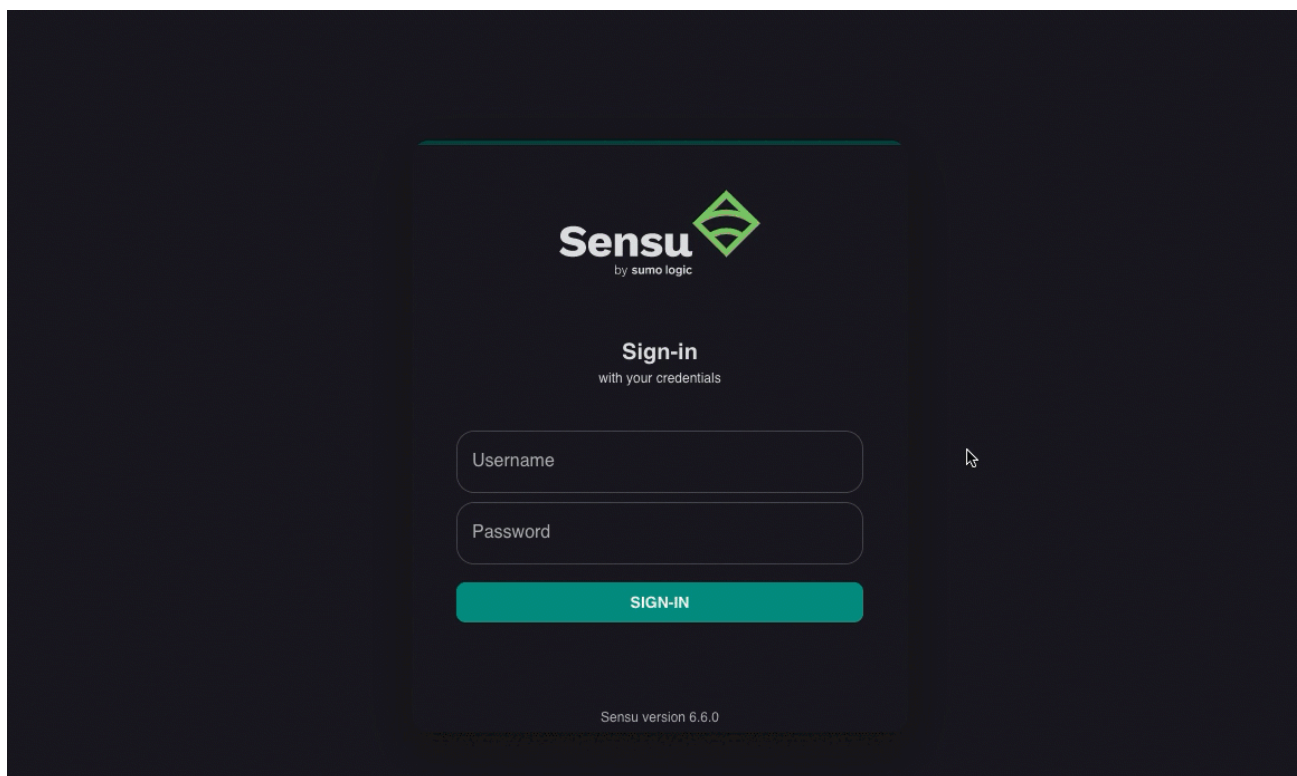 Sensu
by sumo logic
Sign-in
with your credentials
Username
Password
SIGN-IN
Sensu version 6.6.0